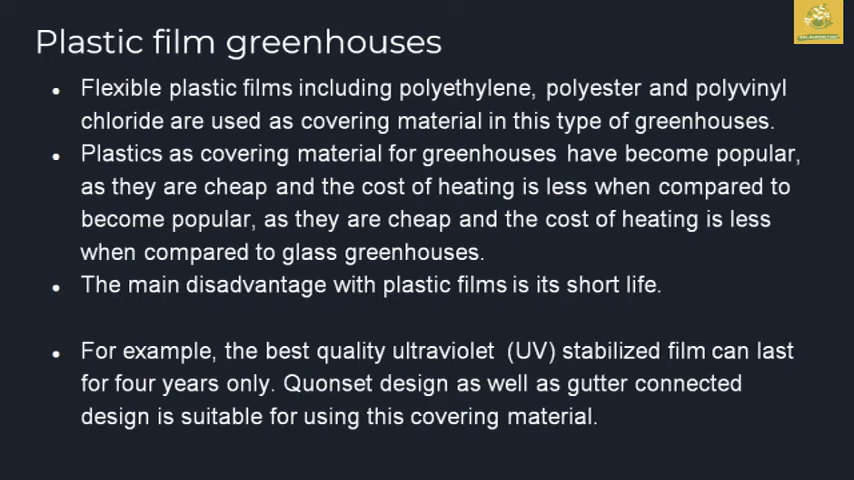 Plastic film greenhouses
● Flexible plastic films including polyethylene, polyester and polyvinyl
chloride are used as covering material in this type of greenhouses.
● Plastics as covering material for greenhouses have become popular,
as they are cheap and the cost of heating is less when compared to
become popular, as they are cheap and the cost of heating is less
when compared to glass greenhouses.
● The main disadvantage with plastic films is its short life.
● For example, the best quality ultraviolet (UV) stabilized film can last
for four years only. Quonset design as well as gutter connected
design is suitable for using this covering material.